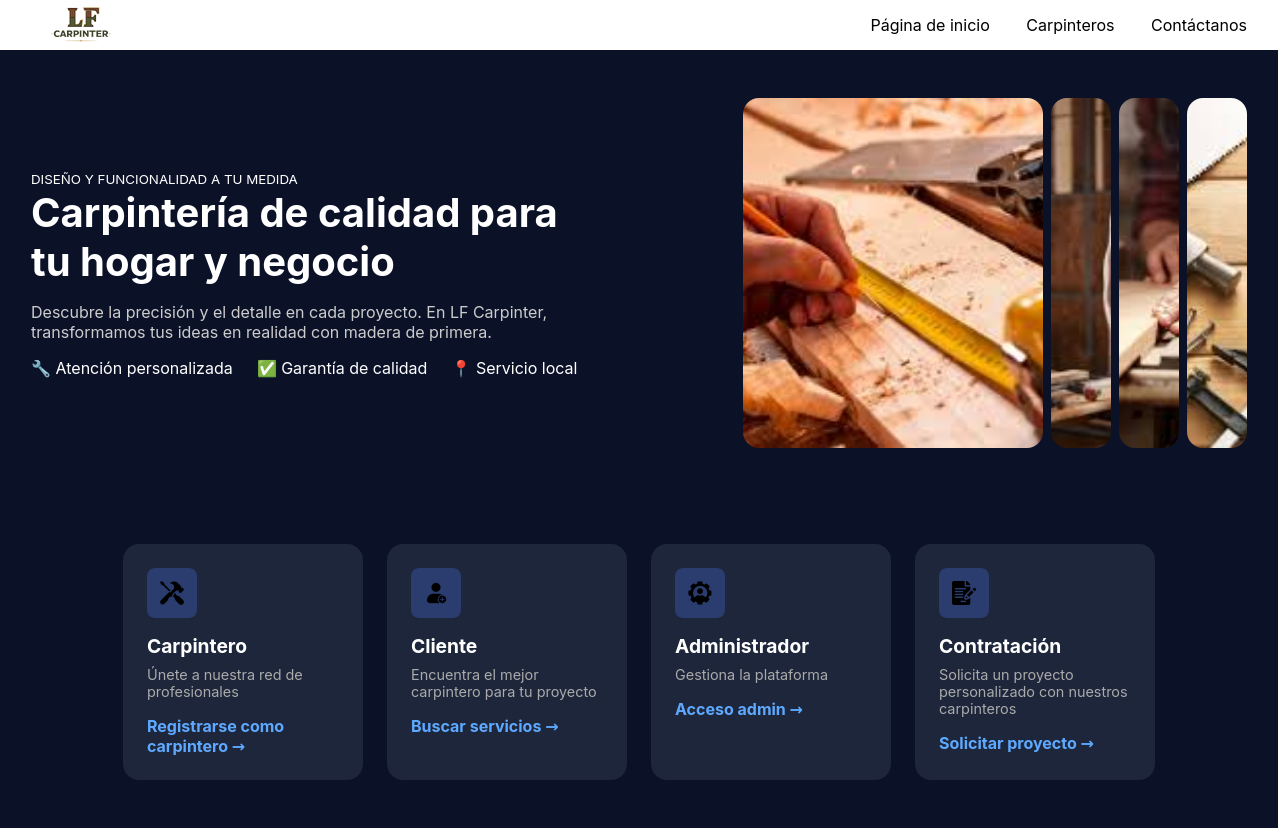 LF
CARPINTER
Página de inicio
Carpinteros
Contáctanos
DISEÑO Y FUNCIONALIDAD A TU MEDIDA
Carpintería de calidad para
tu hogar y negocio
Descubre la precisión y el detalle en cada proyecto. En LF Carpinter,
transformamos tus ideas en realidad con madera de primera.
🔧 Atención personalizada
✅ Garantía de calidad
📍 Servicio local
Carpintero
Únete a nuestra red de
profesionales
Registrarse como
carpintero →
Cliente
Encuentra el mejor
carpintero para tu proyecto
Buscar servicios →
Administrador
Gestiona la plataforma
Acceso admin →
Contratación
Solicita un proyecto
personalizado con nuestros
carpinteros
Solicitar proyecto →